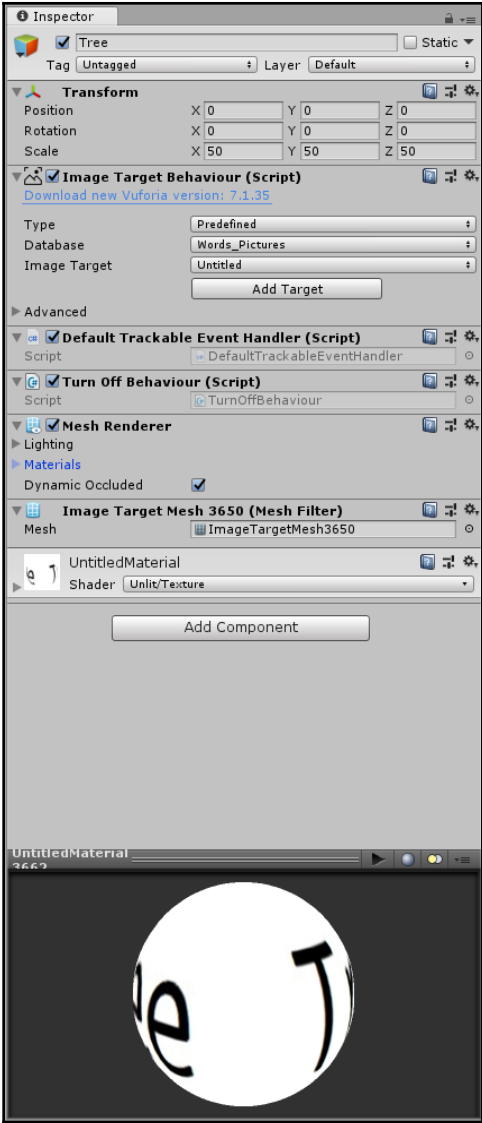 Inspector
Tree Static
Tag Untagged Layer Default
Transform
Position X 0 Y 0 Z 0
Rotation X 0 Y 0 Z 0
Scale X 50 Y 50 Z 50
Image Target Behaviour (Script)
Download new Vuforia version: 7.1.35
Type Predefined
Database Words_Pictures
Image Target Untitled
Add Target
Advanced
Default Trackable Event Handler (Script)
Script DefaultTrackableEventHandler
Turn Off Behaviour (Script)
Script TurnOffBehaviour
Mesh Renderer
Lighting
Materials
Dynamic Occluded
Image Target Mesh 3650 (Mesh Filter)
Mesh ImageTargetMesh3650
UntitledMaterial
Shader Unlit/Texture
Add Component
UntitledMaterial
3662
e T